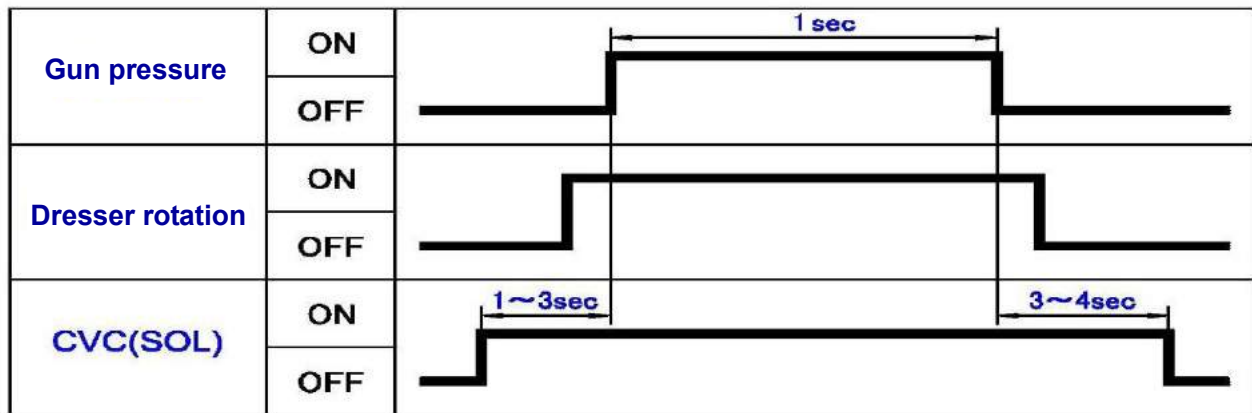 Gun pressure
ON
OFF
1 sec
Dresser rotation
ON
OFF
CVC(SOL)
ON
OFF
1～3sec
3～4sec